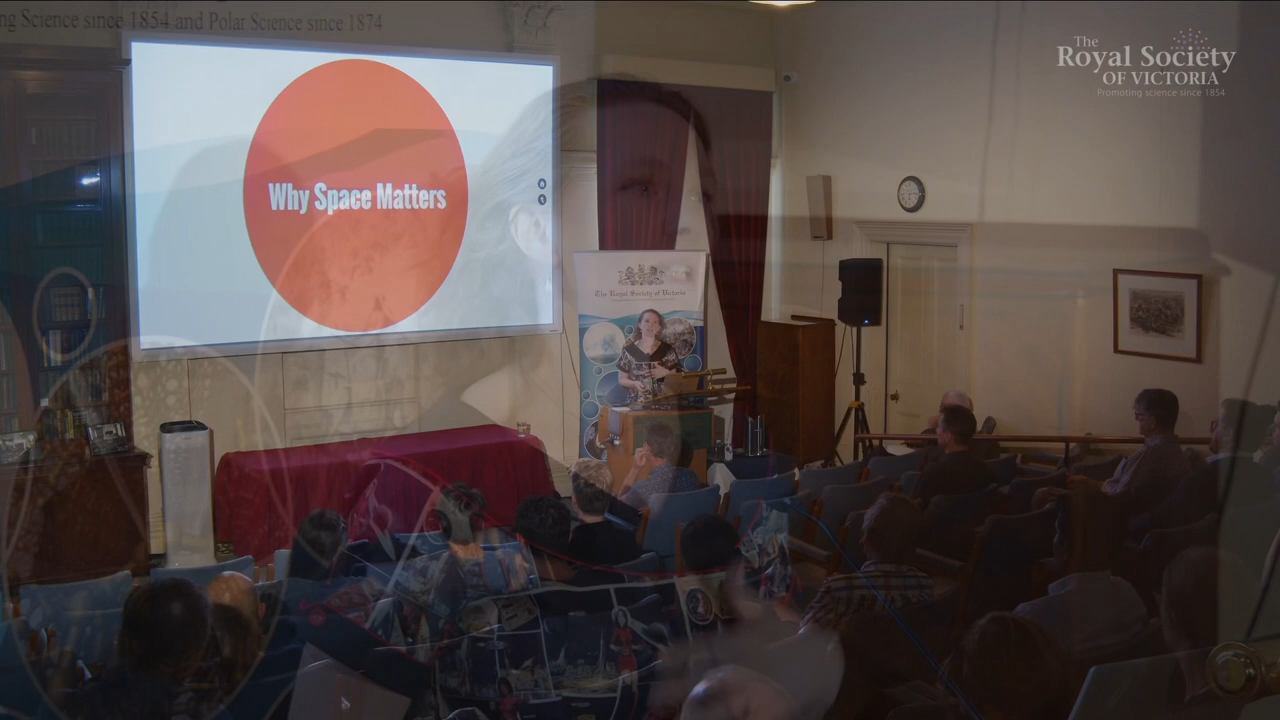 ng Science since 1854 and Polar Science since 1874
The
Royal Society
OF VICTORIA
Promoting science since 1854
Why Space Matters
The Royal Society of Victoria